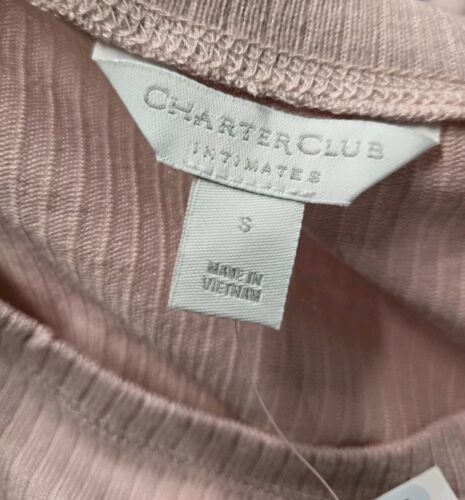 CHARTER CLUB
INTIMATES
S
MADE IN
VIETNAM